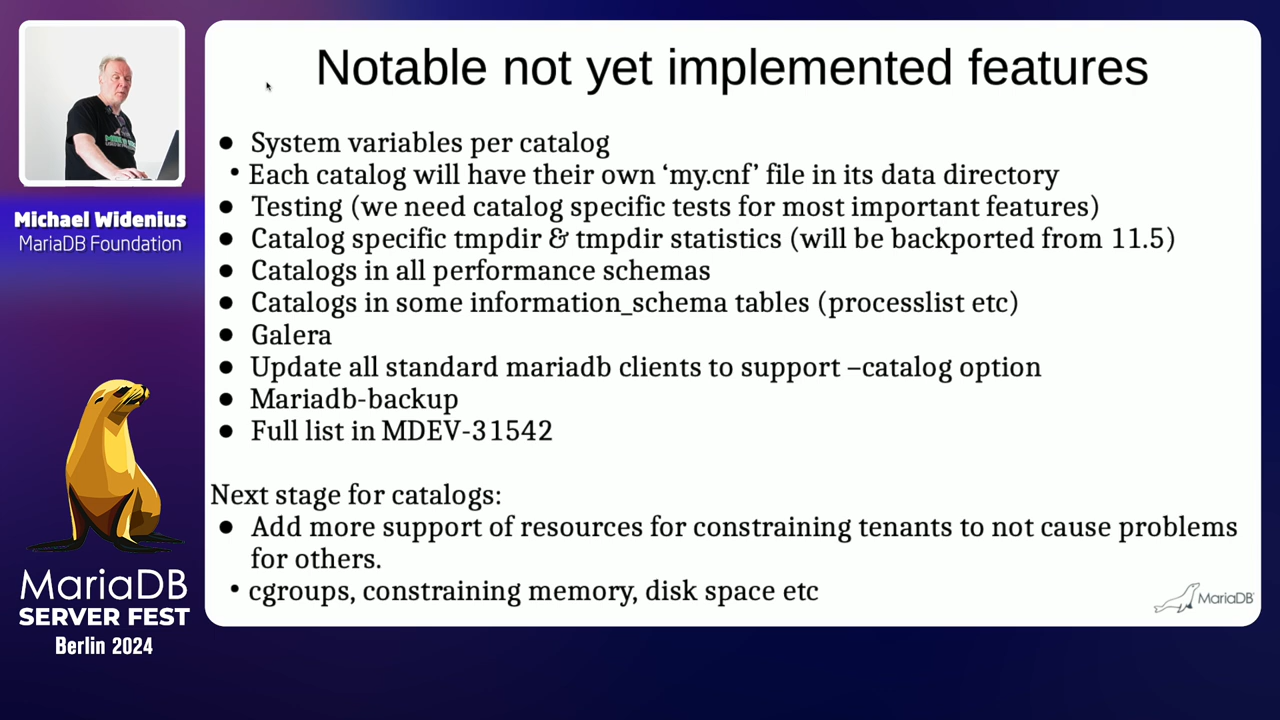 Notable not yet implemented features
● System variables per catalog
• Each catalog will have their own ‘my.cnf’ file in its data directory
● Testing (we need catalog specific tests for most important features)
● Catalog specific tmpdir & tmpdir statistics (will be backported from 11.5)
● Catalogs in all performance schemas
● Catalogs in some information_schema tables (processlist etc)
● Galera
● Update all standard mariadb clients to support –catalog option
● Mariadb-backup
● Full list in MDEV-31542
Next stage for catalogs:
● Add more support of resources for constraining tenants to not cause problems
for others.
• cgroups, constraining memory, disk space etc
MariaDB
Michael Widenius
MariaDB Foundation
MariaDB
SERVER FEST
Berlin 2024